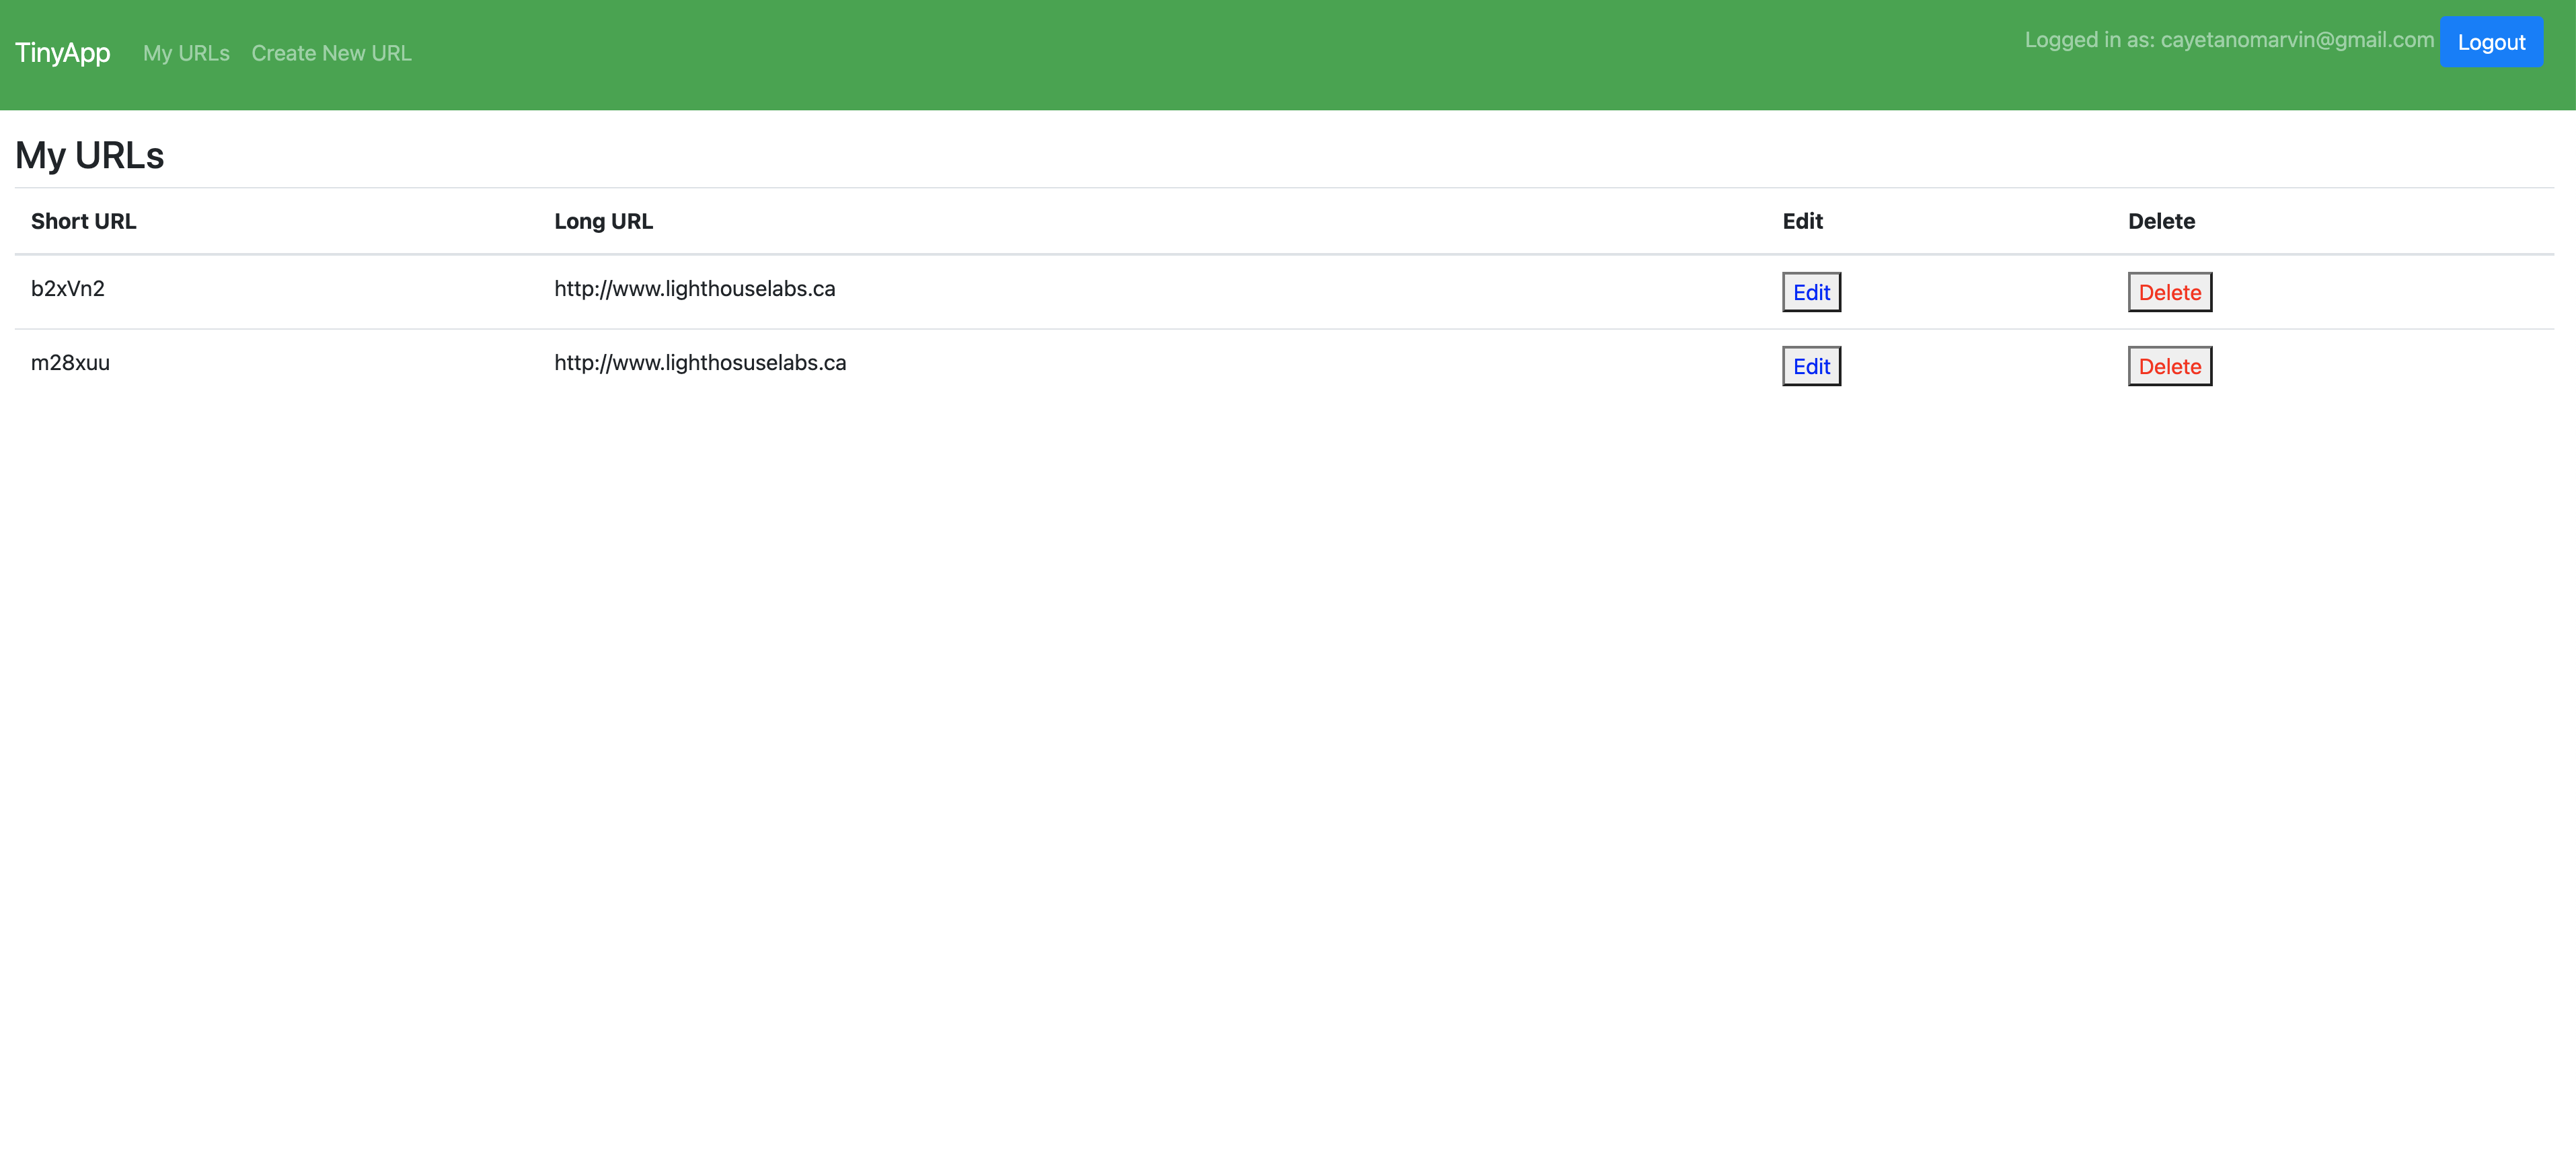 TinyApp My URLs Create New URL Logged in as: cayetanomarvin@gmail.com Logout
My URLs
Short URL Long URL Edit Delete
b2xVn2 http://www.lighthouselabs.ca Edit Delete
m28xuu http://www.lighthosuselabs.ca Edit Delete